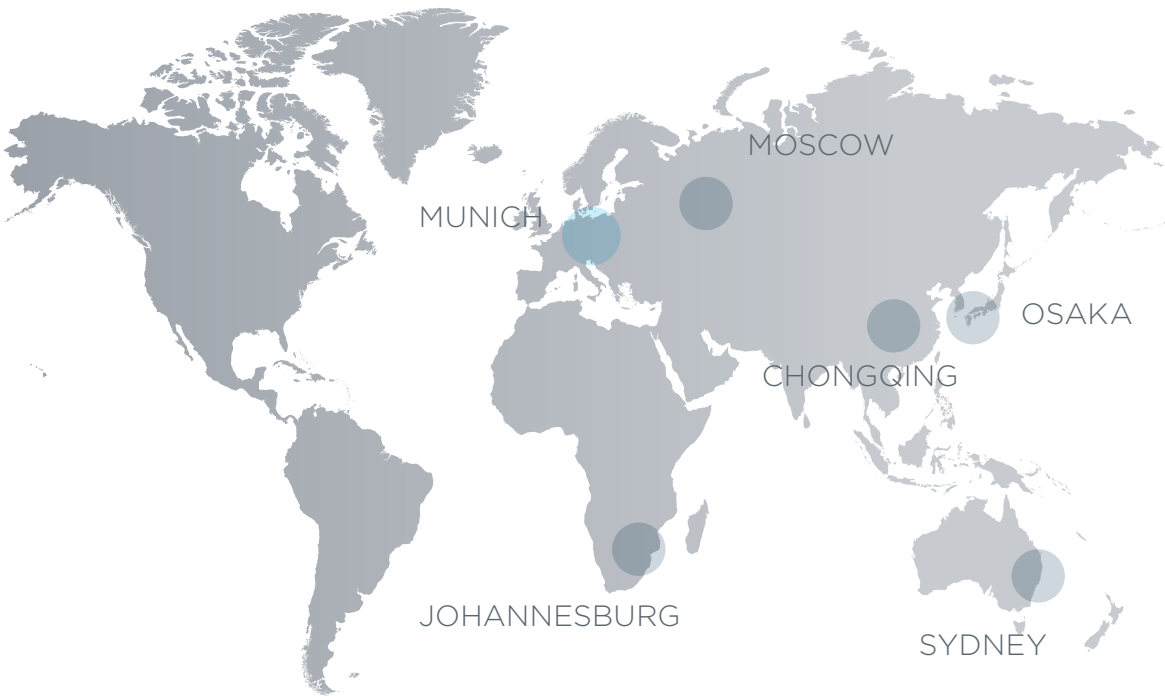 MOSCOW
MUNICH
OSAKA
CHONGQING
JOHANNESBURG
SYDNEY